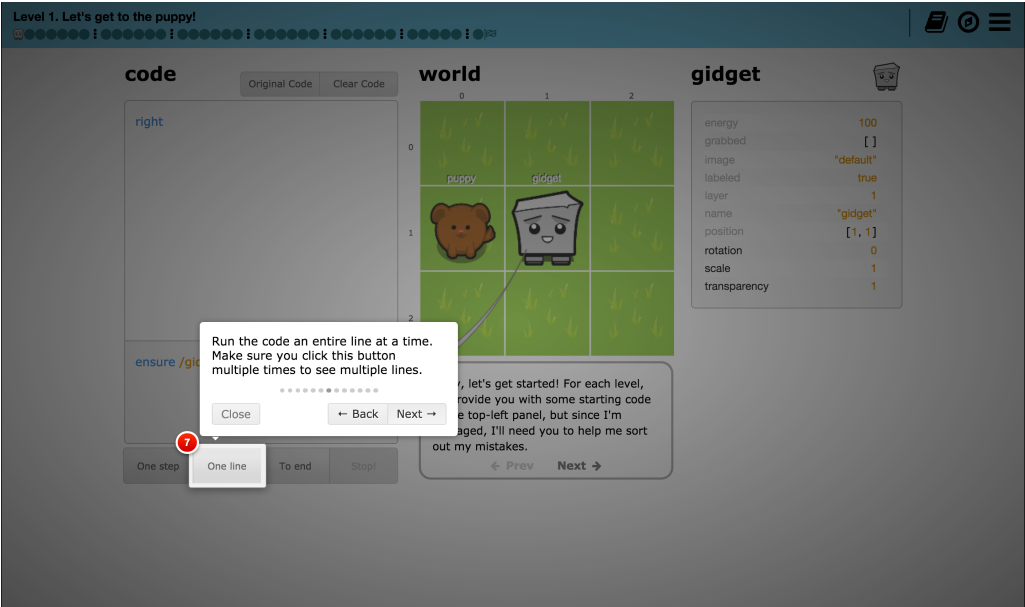 Level 1. Let's get to the puppy!
code
Original Code
Clear Code
right
ensure /gid
Run the code an entire line at a time.
Make sure you click this button
multiple times to see multiple lines.
Close
← Back
Next →
7
One step
One line
To end
Stop!
world
0
1
2
0
1
2
puppy
gidget
let's get started! For each level,
you with some starting code
top-left panel, but since I'm
I'll need you to help me sort
out my mistakes.
← Prev
Next →
gidget
energy 100
grabbed [ ]
image "default"
labeled true
layer 1
name "gidget"
position [1, 1]
rotation 0
scale 1
transparency 1